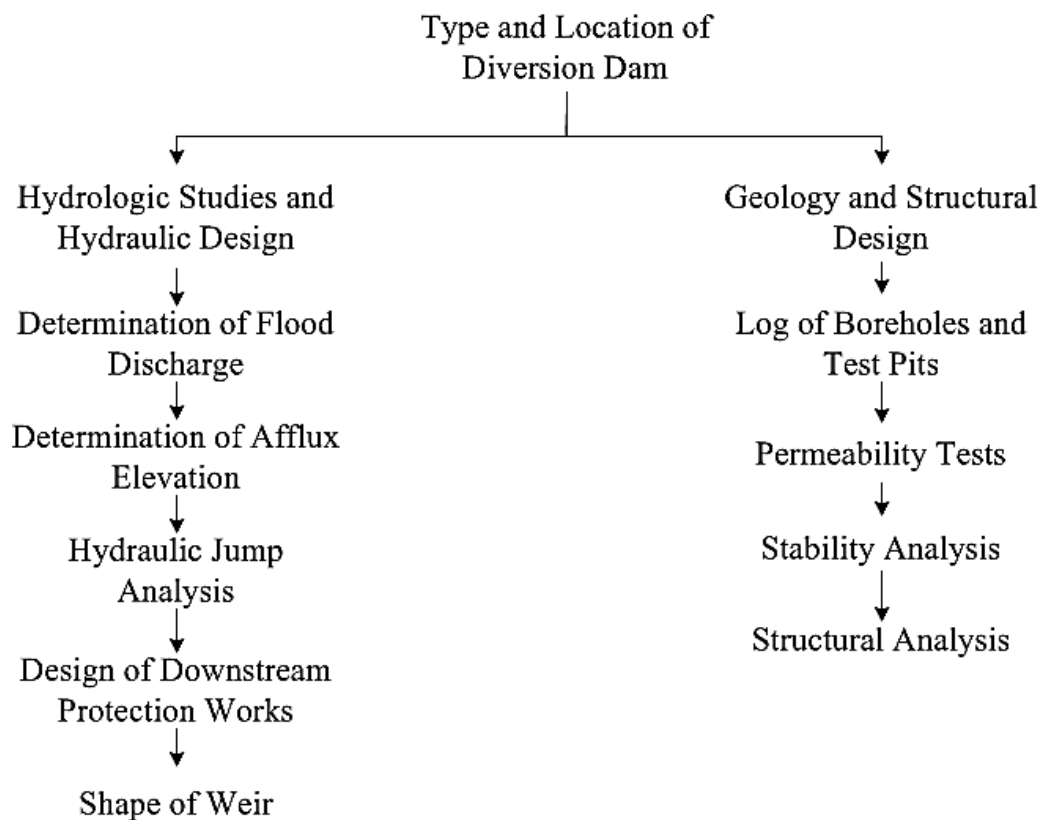 Type and Location of
Diversion Dam
Hydrologic Studies and
Hydraulic Design
Determination of Flood
Discharge
Determination of Afflux
Elevation
Hydraulic Jump
Analysis
Design of Downstream
Protection Works
Shape of Weir
Geology and Structural
Design
Log of Boreholes and
Test Pits
Permeability Tests
Stability Analysis
Structural Analysis